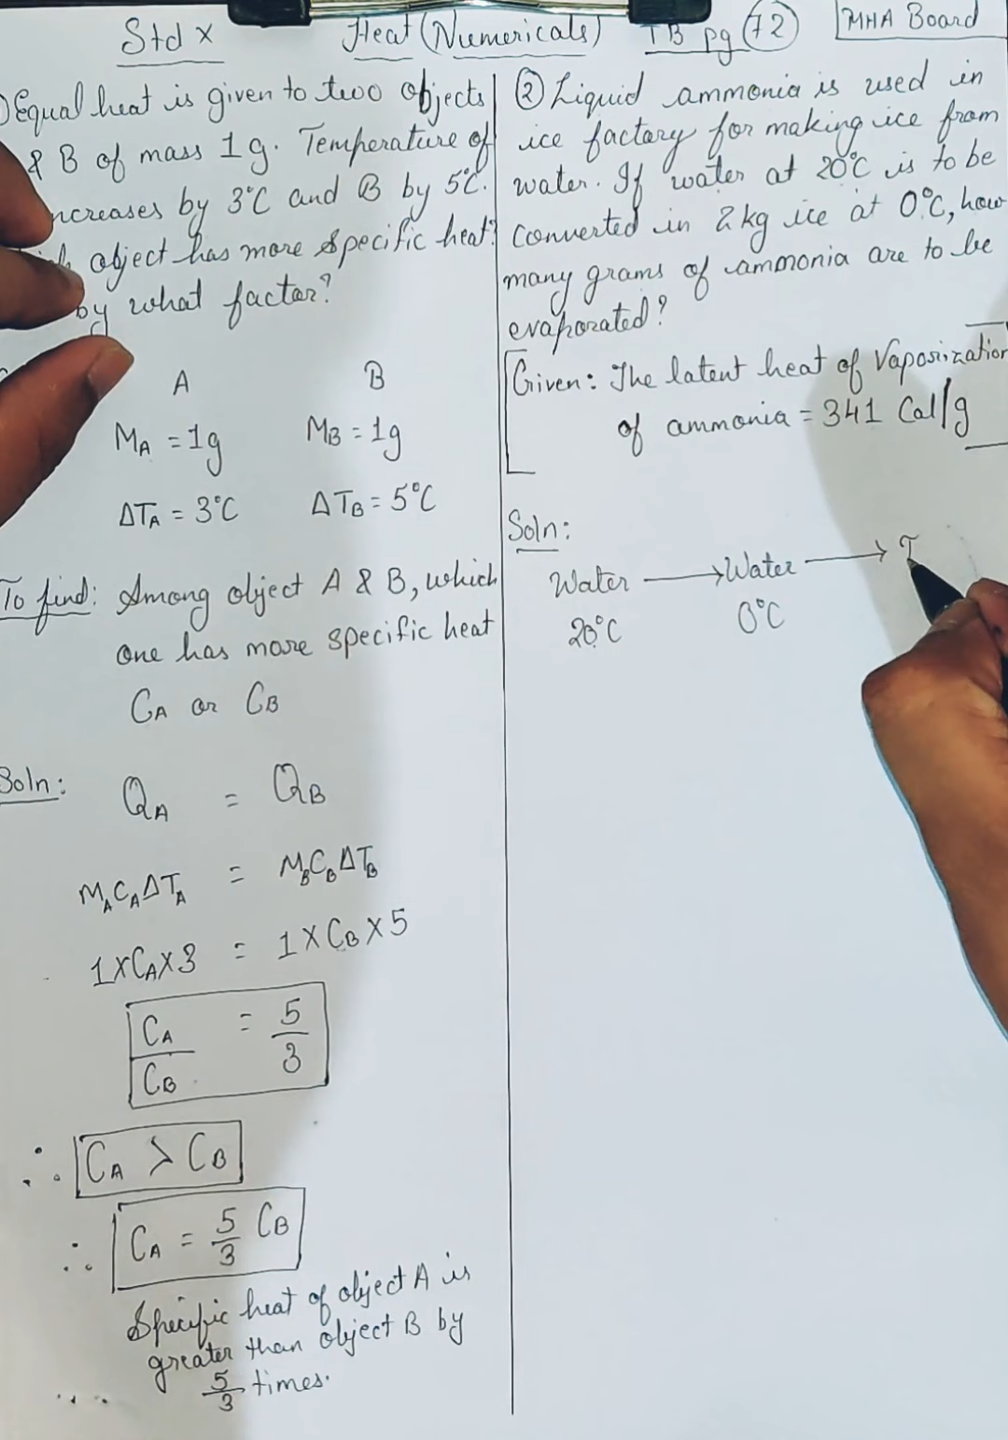 Std X Heat (Numericals) TB pg 72 MHA Board
Equal heat is given to two objects
& B of mass 1g. Temperature of
ncreases by 3°C and B by 5°C.
object has more specific heat?
by what factor?
A B
MA = 1g MB = 1g
ΔTA = 3°C ΔTB = 5°C
To find: Among object A & B, which
one has more specific heat
CA or CB
Soln: QA = QB
MACAΔTA = MBCBΔTB
1×CA×3 = 1×CB×5
CA/CB = 5/3
∴ CA > CB
∴ CA = 5/3 CB
Specific heat of object A is
greater than object B by
5/3 times.
② Liquid ammonia is used in
ice factory for making ice from
water. If water at 20°C is to be
converted in 2 kg ice at 0°C, how
many grams of ammonia are to be
evaporated?
[Given: The latent heat of vaporization
of ammonia = 341 Cal/g]
Soln:
Water → Water → I
20°C 0°C